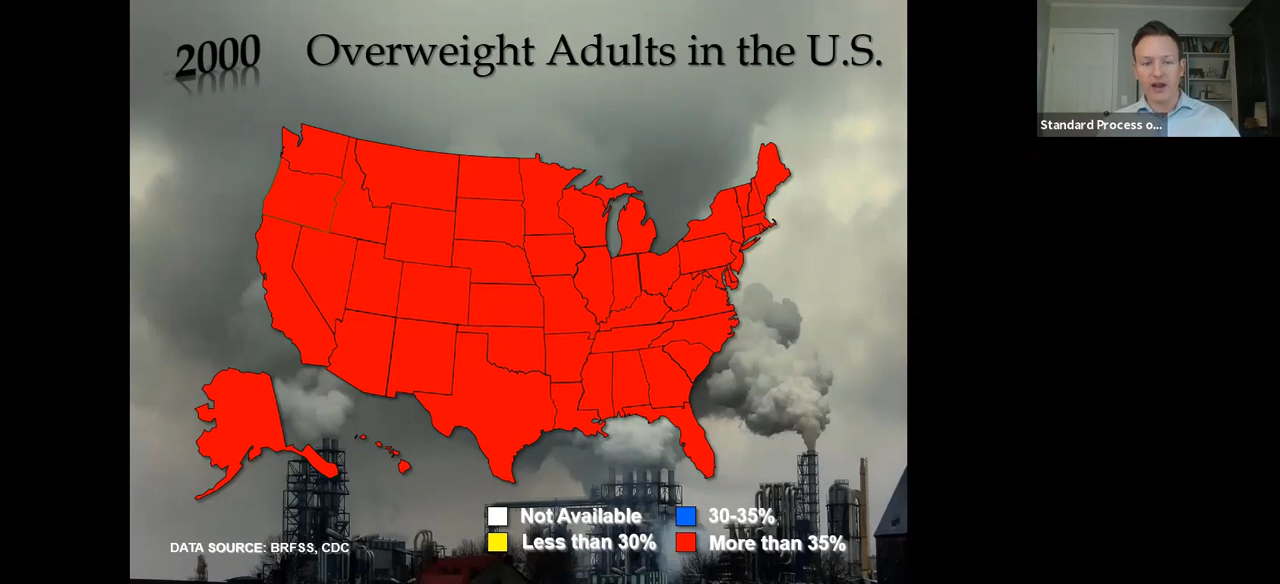 2000 Overweight Adults in the U.S.
Standard Process o...
Not Available
30-35%
Less than 30%
More than 35%
DATA SOURCE: BRFSS, CDC